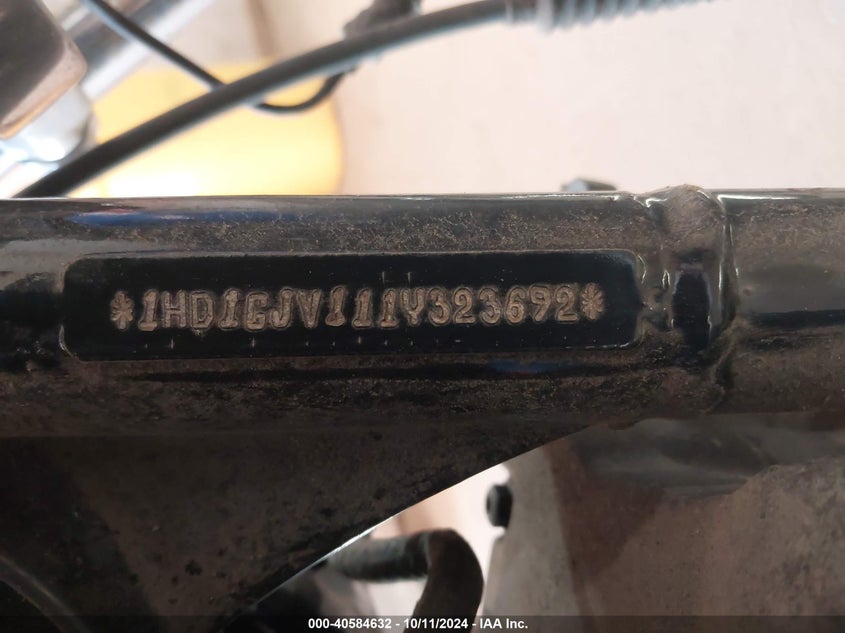 *1HD1GJV111Y323692*
000-40584632 - 10/11/2024 - IAA Inc.